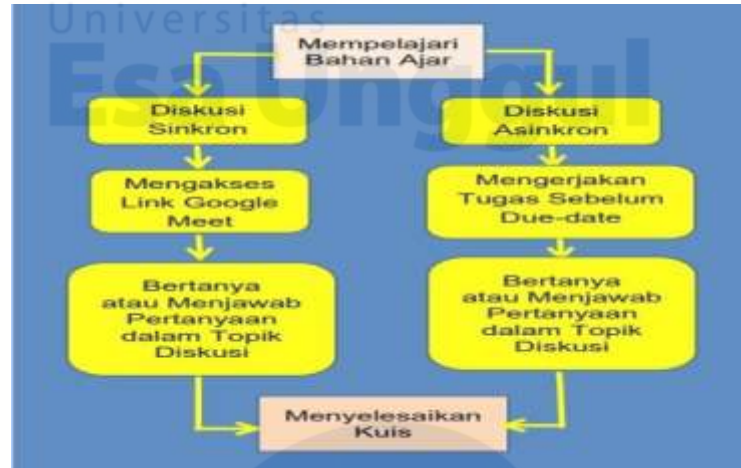 Universitas
Esa Unggul
Mempelajari
Bahan Ajar
Diskusi
Sinkron
Mengakses
Link Google
Meet
Bertanya
atau Menjawab
Pertanyaan
dalam Topik
Diskusi
Diskusi
Asinkron
Mengerjakan
Tugas Sebelum
Due-date
Bertanya
atau Menjawab
Pertanyaan
dalam Topik
Diskusi
Menyelesaikan
Kuis